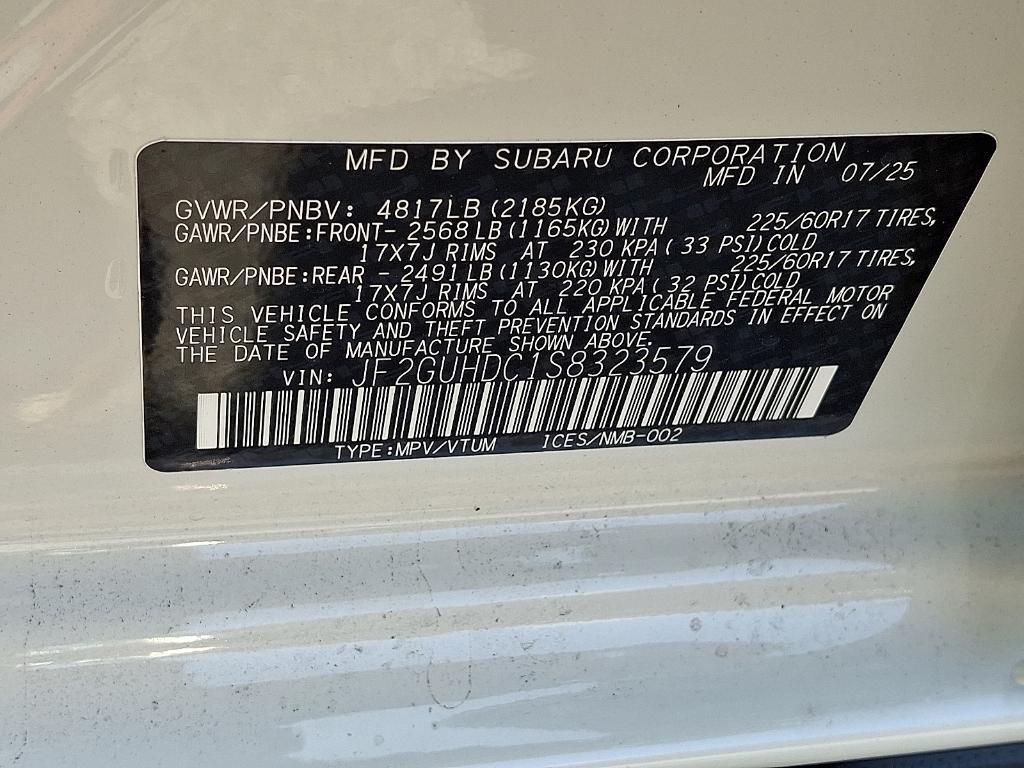 MFD BY SUBARU CORPORATION
MFD IN 07/25
GVWR/PNBV: 4817LB (2185KG)
GAWR/PNBE:FRONT- 2568 LB (1165KG) WITH 225/60R17 TIRES,
17X7J RIMS AT 230 KPA ( 33 PSI) COLD
GAWR/PNBE:REAR - 2491 LB (1130KG) WITH 225/60R17 TIRES,
17X7J RIMS AT 220 KPA ( 32 PSI) COLD
THIS VEHICLE CONFORMS TO ALL APPLICABLE FEDERAL MOTOR
VEHICLE SAFETY AND THEFT PREVENTION STANDARDS IN EFFECT ON
THE DATE OF MANUFACTURE SHOWN ABOVE.
VIN: JF2GUHDC1S8323579
TYPE:MPV/VTUM ICES/NMB-002